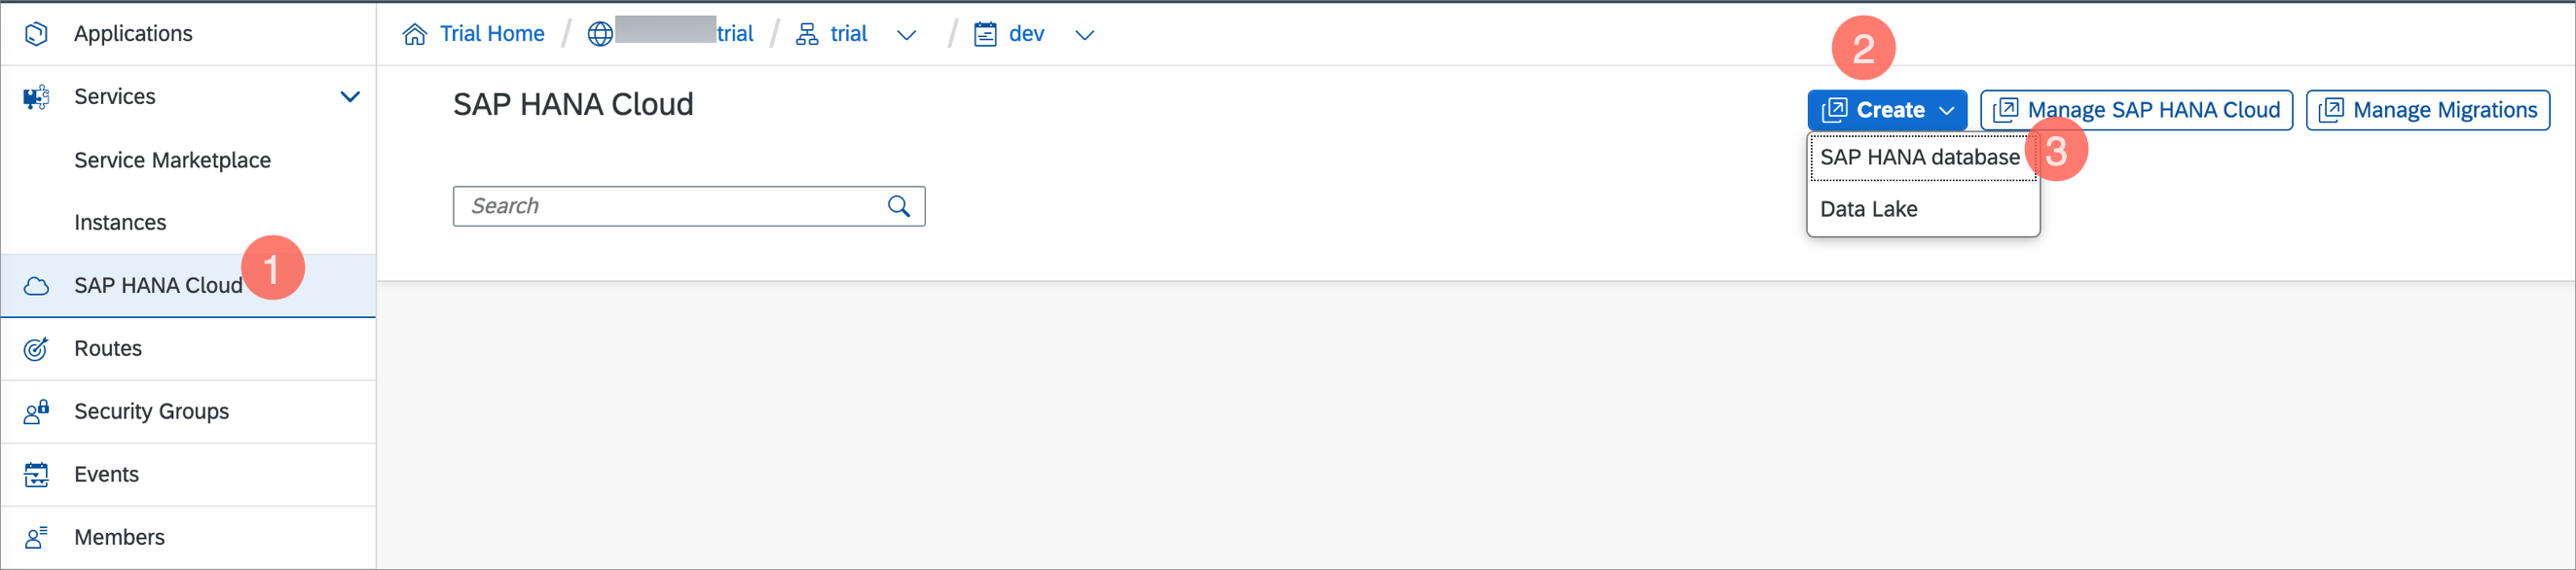 Applications
Services
Service Marketplace
Instances
SAP HANA Cloud
1
Routes
Security Groups
Events
Members
Trial Home / trial / trial / dev
SAP HANA Cloud
Search
2
Create
Manage SAP HANA Cloud
Manage Migrations
SAP HANA database
3
Data Lake